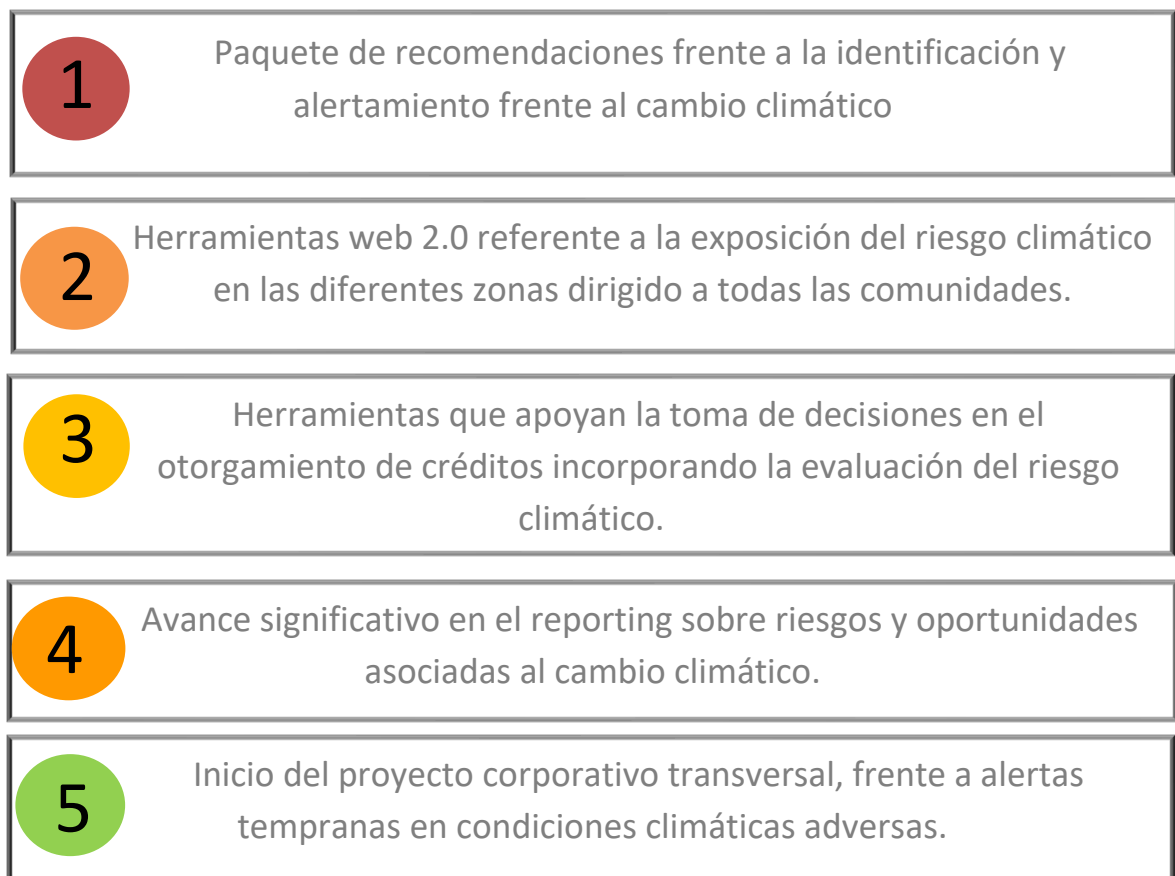 1
Paquete de recomendaciones frente a la identificación y
alertamiento frente al cambio climático
2
Herramientas web 2.0 referente a la exposición del riesgo climático
en las diferentes zonas dirigido a todas las comunidades.
3
Herramientas que apoyan la toma de decisiones en el
otorgamiento de créditos incorporando la evaluación del riesgo
climático.
4
Avance significativo en el reporting sobre riesgos y oportunidades
asociadas al cambio climático.
5
Inicio del proyecto corporativo transversal, frente a alertas
tempranas en condiciones climáticas adversas.